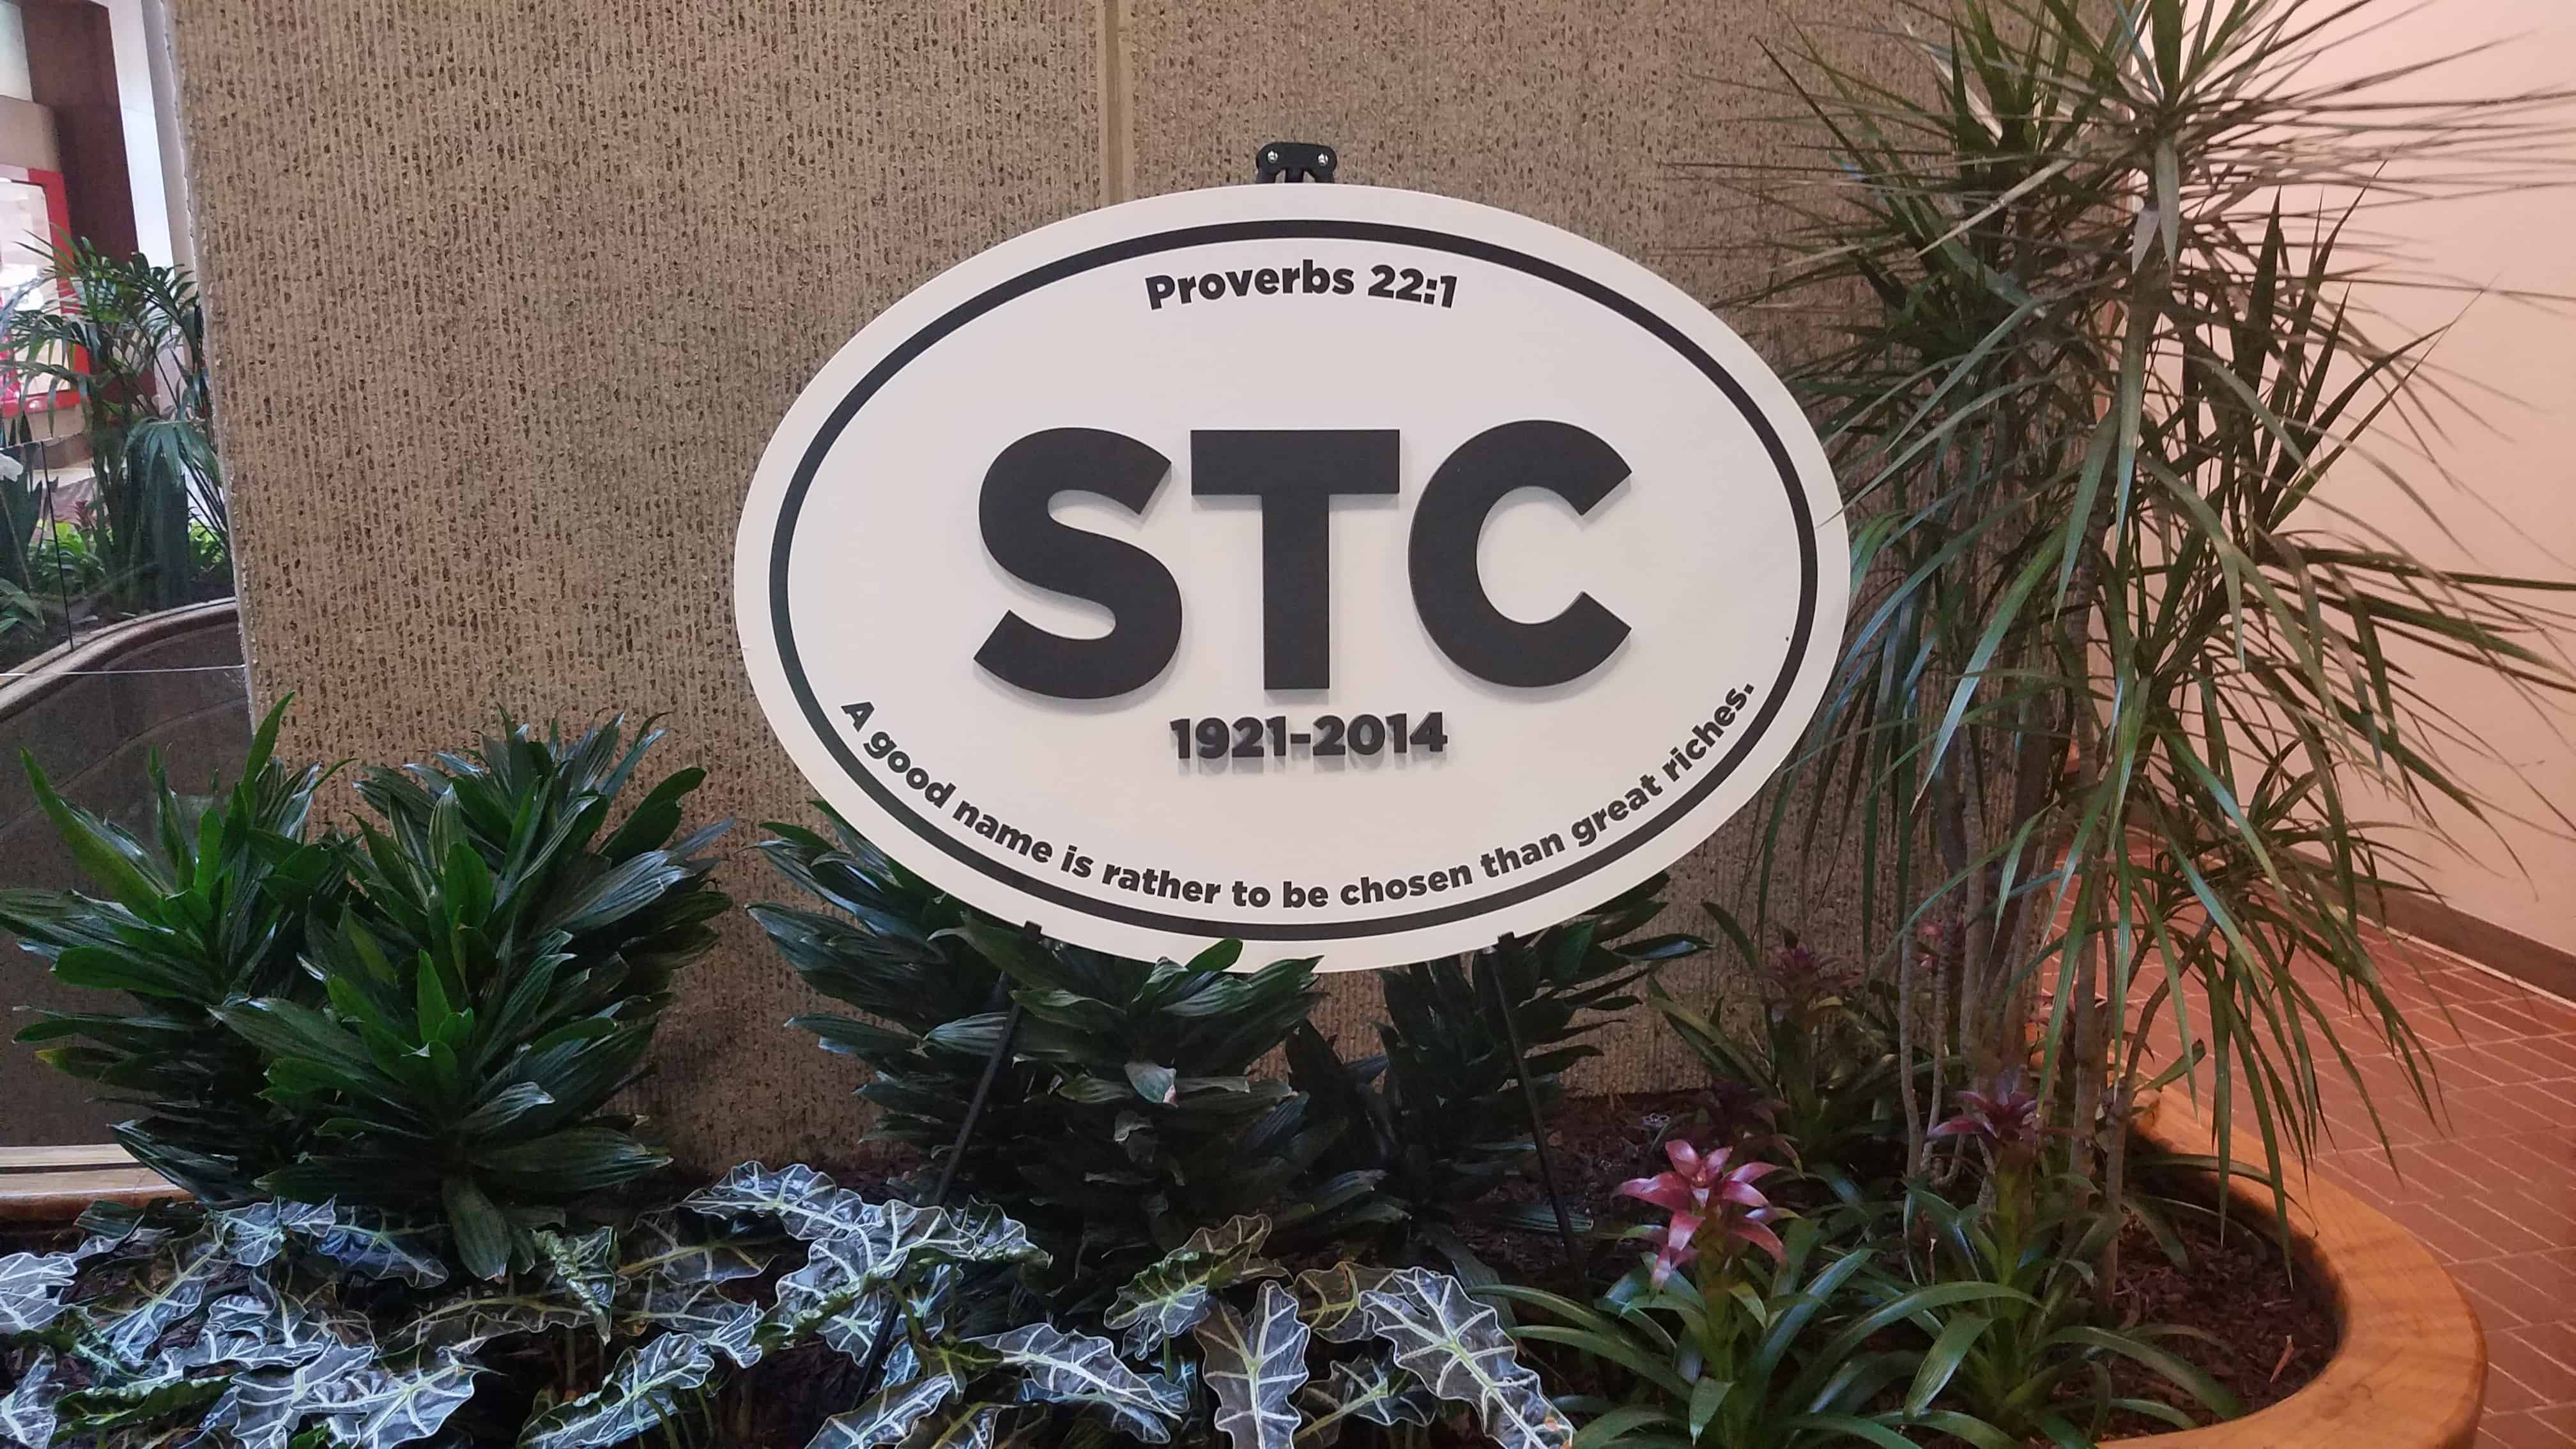 Proverbs 22:1
STC
1921-2014
A good name is rather to be chosen than great riches.